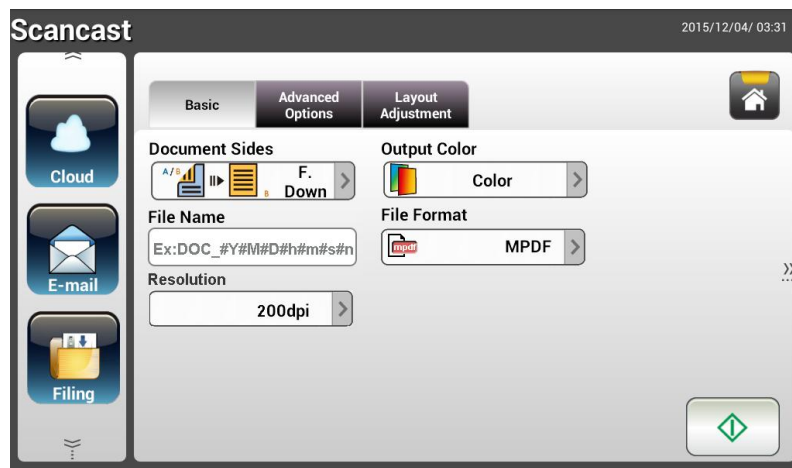 Scancast
2015/12/04/ 03:31
Basic
Advanced
Options
Layout
Adjustment
Cloud
E-mail
Filing
Document Sides
A/B
B
F.
Down
Output Color
Color
File Name
Ex:DOC_#Y#M#D#h#m#s#n
File Format
mpdf
MPDF
Resolution
200dpi